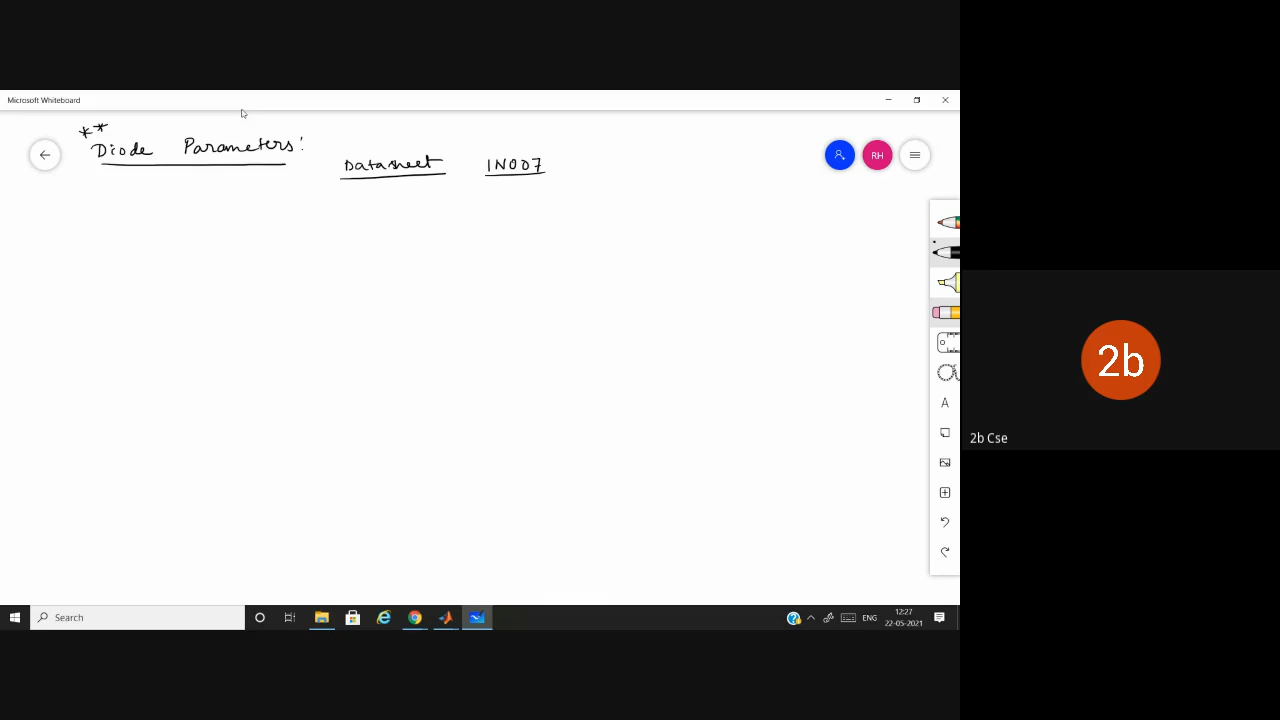 Microsoft Whiteboard
** Diode Parameters:
Datasheet 1N007
RH
A
2b
2b Cse
Search
ENG
12:27
22-05-2021